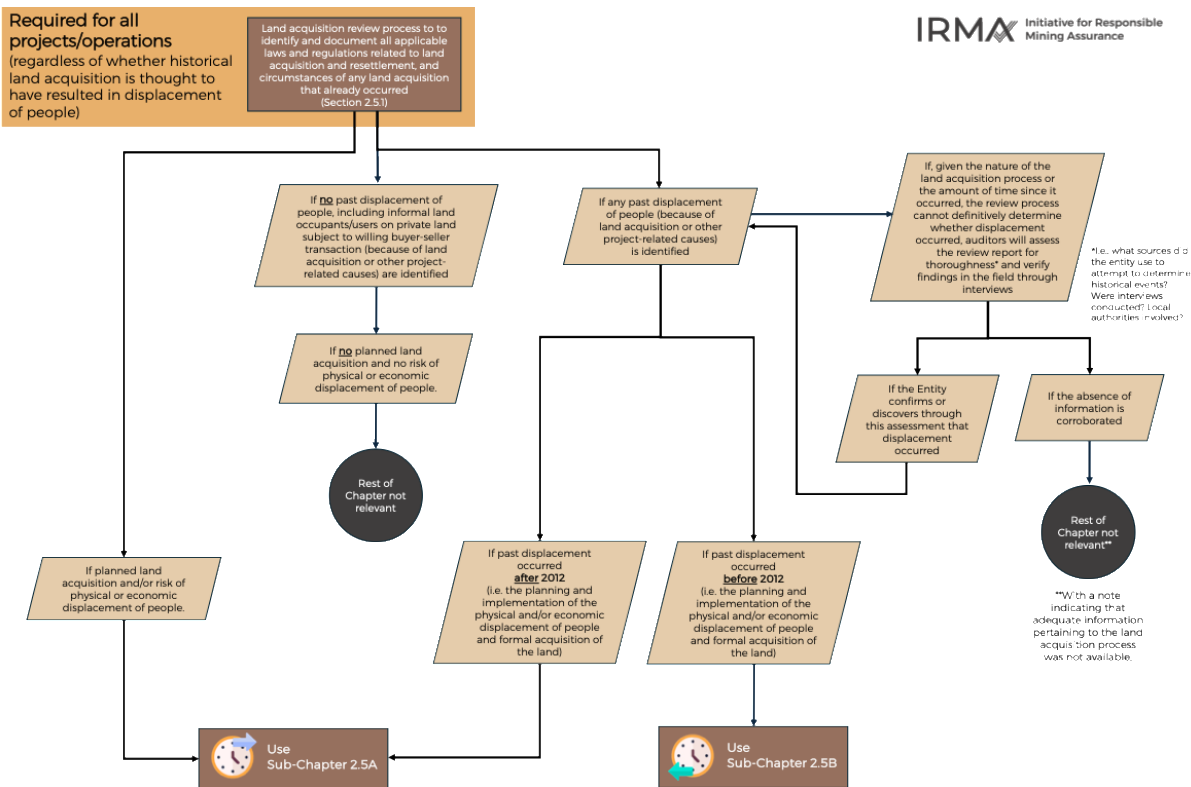 Required for all
projects/operations
(regardless of whether historical
land acquisition is thought to
have resulted in displacement
of people)
Land acquisition review process to to
identify and document all applicable
laws and regulations related to land
acquisition and resettlement, and
circumstances of any land acquisition
that already occurred
(Section 2.5.1)
IRMA
Initiative for Responsible
Mining Assurance
If no past displacement of
people, including informal land
occupants/users on private land
subject to willing buyer-seller
transaction (because of land
acquisition or other project-
related causes) are identified
If any past displacement
of people (because of
land acquisition or other
project-related causes)
is identified
If, given the nature of the
land acquisition process or
the amount of time since it
occurred, the review process
cannot definitively determine
whether displacement
occurred, auditors will assess
the review report for
thoroughness* and verify
findings in the field through
interviews
*I.e., what sources did
the entity use to
attempt to determine
historical events?
Were interviews
conducted? Local
authorities involved?
If no planned land
acquisition and no risk of
physical or economic
displacement of people.
If the Entity
confirms or
discovers through
this assessment that
displacement
occurred
If the absence of
information is
corroborated
Rest of
Chapter not
relevant
Rest of
Chapter not
relevant**
**With a note
indicating that
adequate information
pertaining to the land
acquisition process
was not available.
If planned land
acquisition and/or risk of
physical or economic
displacement of people.
If past displacement
occurred
after 2012
(i.e. the planning and
implementation of the
physical and/or economic
displacement of people
and formal acquisition of
the land)
If past displacement
occurred
before 2012
(i.e. the planning and
implementation of the
physical and/or economic
displacement of people
and formal acquisition of
the land)
Use
Sub-Chapter 2.5A
Use
Sub-Chapter 2.5B